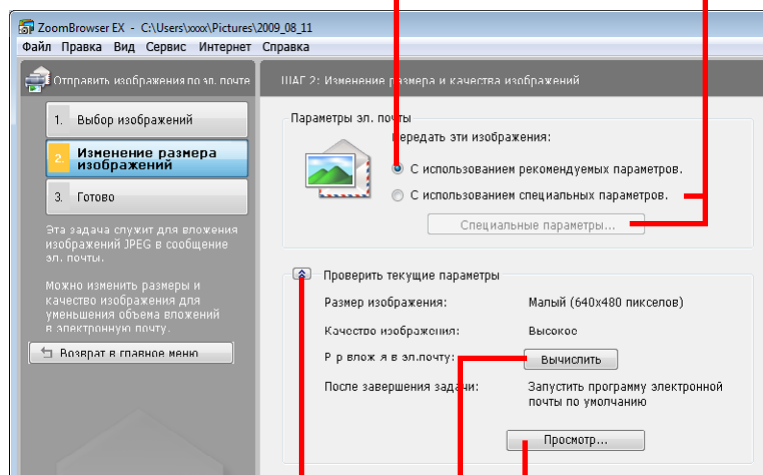 ZoomBrowser EX - C:\Users\xxxx\Pictures\2009_08_11
Файл Правка Вид Сервис Интернет Справка
Отправить изображения по эл. почте
ШАГ 2: Изменение размера и качества изображений
1. Выбор изображений
2. Изменение размера
изображений
3. Готово
Эта задача служит для вложения
изображений JPEG в сообщение
эл. почты.
Можно изменить размеры и
качество изображения для
уменьшения объема вложений
в электронную почту.
Возврат в главное меню
Параметры эл. почты
Передать эти изображения:
С использованием рекомендуемых параметров.
С использованием специальных параметров.
Специальные параметры...
Проверить текущие параметры
Размер изображения: Малый (640x480 пикселов)
Качество изображения: Высокое
в эл.почту: Вычислить
После завершения задачи: Запустить программу электронной
почты по умолчанию
Просмотр...